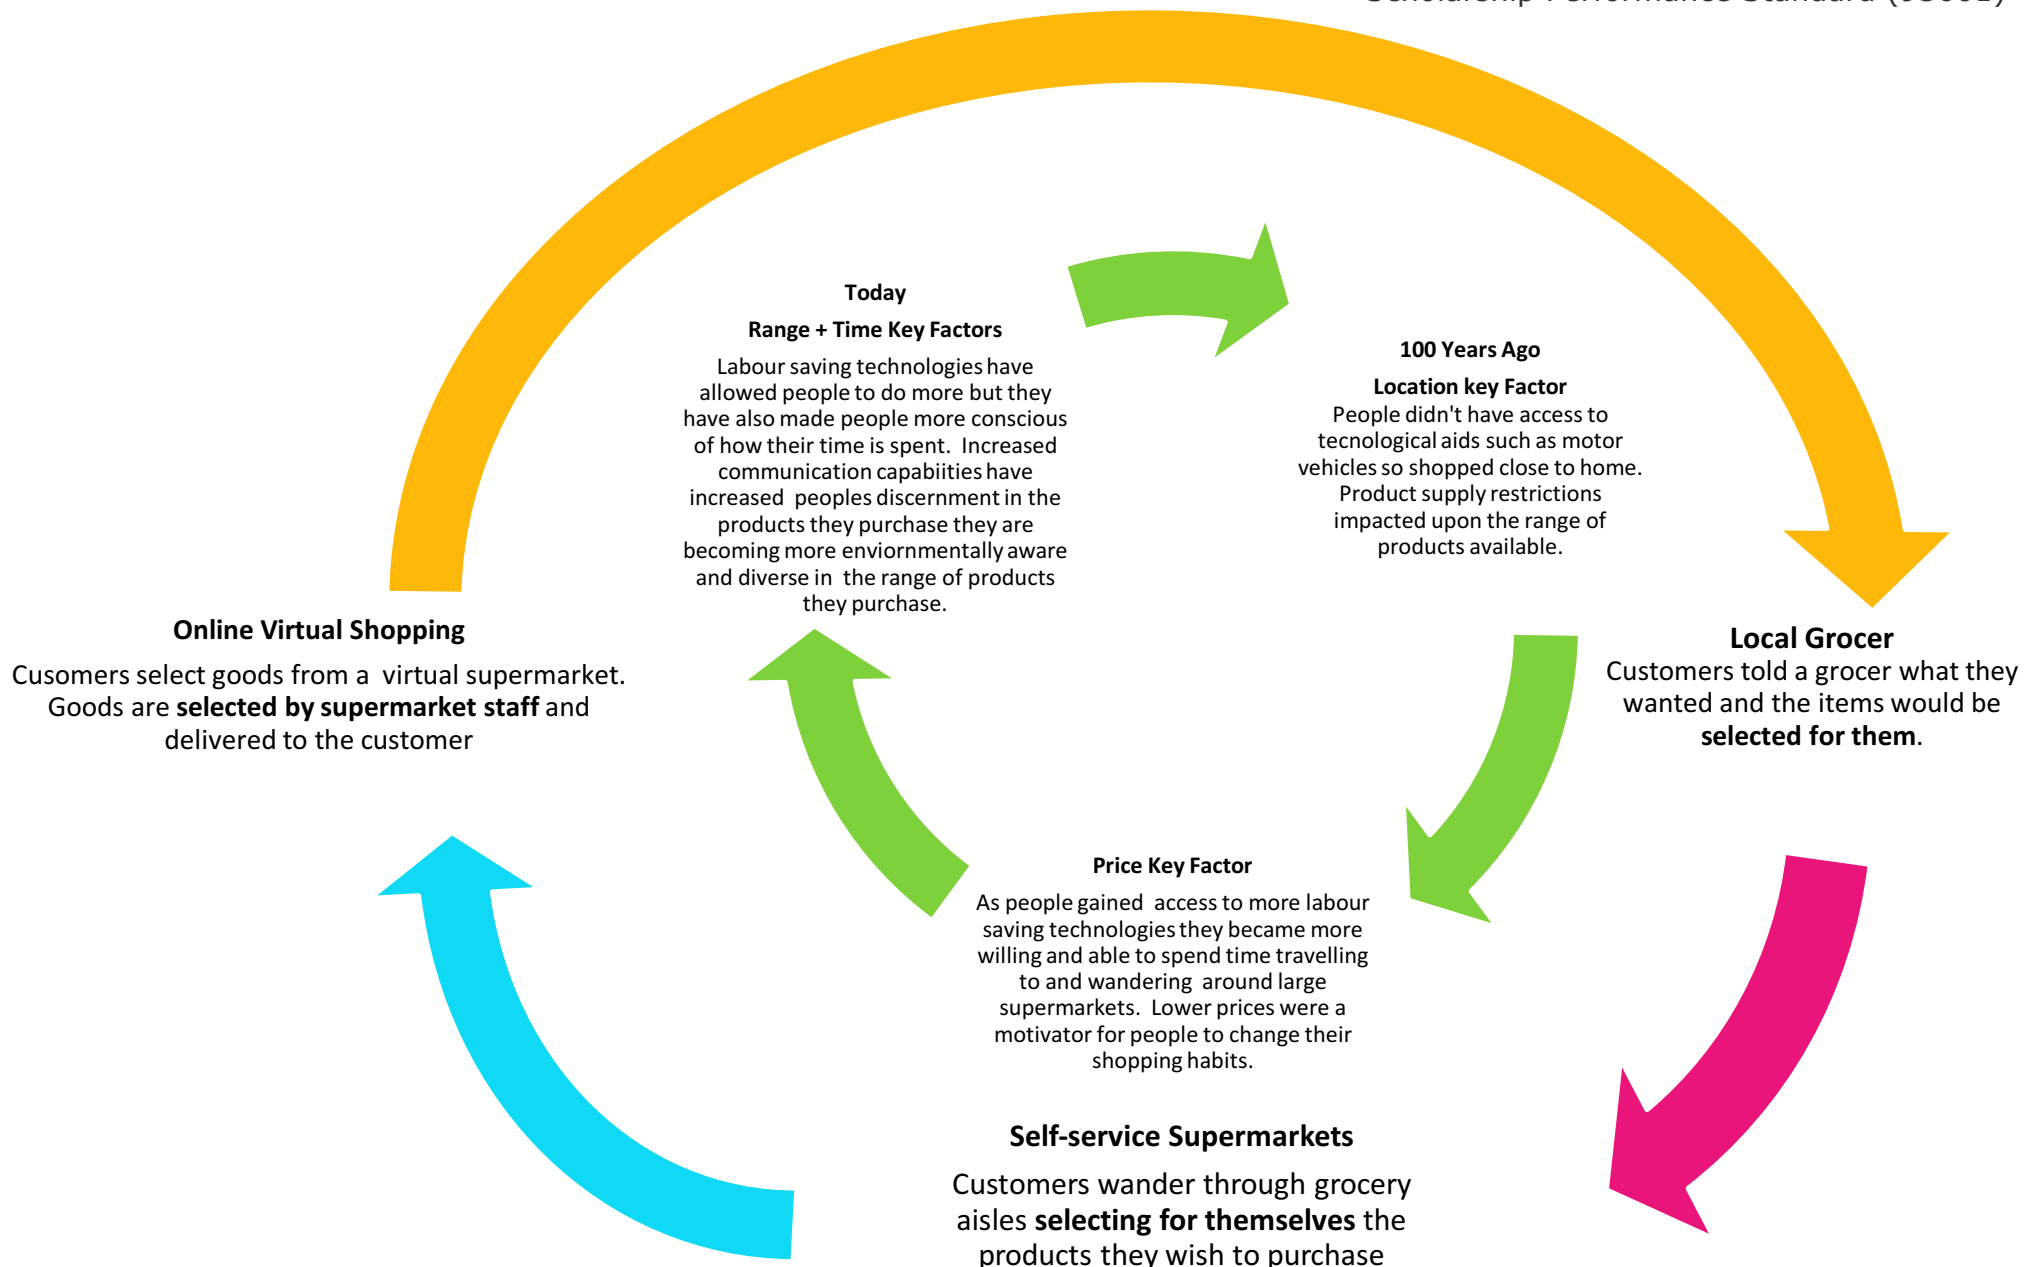 Scholarship Performance Standard (93601)
Today
Range + Time Key Factors
Labour saving technologies have
allowed people to do more but they
have also made people more conscious
of how their time is spent.  Increased
communication capabiities have
increased  peoples discernment in the
products they purchase they are
becoming more enviornmentally aware
and diverse in  the range of products
they purchase.
100 Years Ago
Location key Factor
People didn't have access to
tecnological aids such as motor
vehicles so shopped close to home.
Product supply restrictions
impacted upon the range of
products available.
Online Virtual Shopping
Cusomers select goods from a  virtual supermarket.
Goods are selected by supermarket staff and
delivered to the customer
Local Grocer
Customers told a grocer what they
wanted and the items would be
selected for them.
Price Key Factor
As people gained  access to more labour
saving technologies they became more
willing and able to spend time travelling
to and wandering  around large
supermarkets.  Lower prices were a
motivator for people to change their
shopping habits.
Self-service Supermarkets
Customers wander through grocery
aisles selecting for themselves the
products they wish to purchase